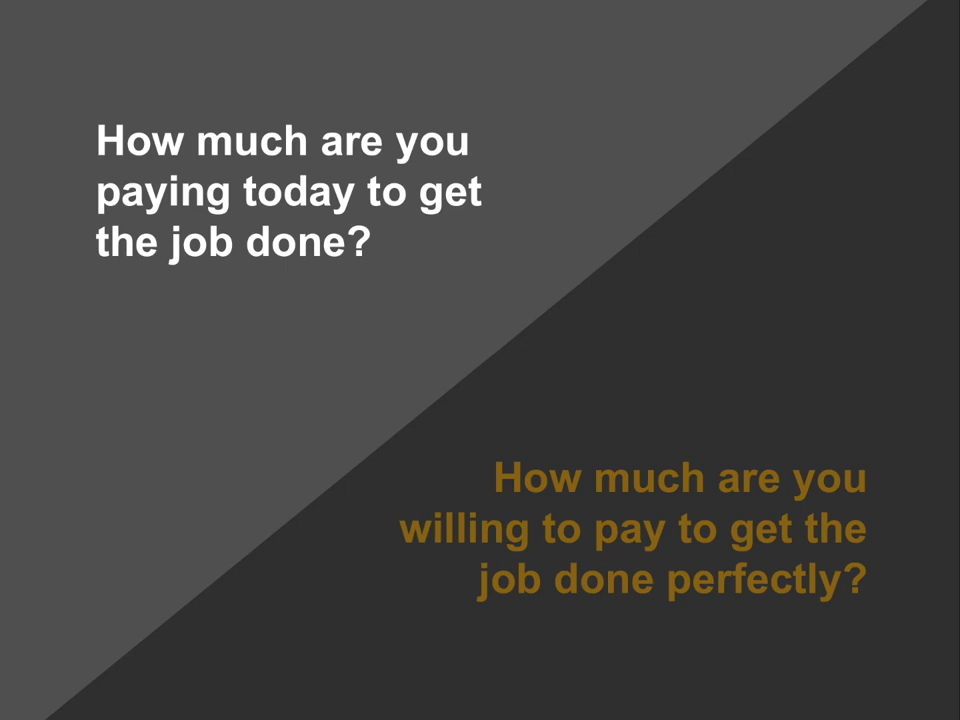 How much are you
paying today to get
the job done?
How much are you
willing to pay to get the
job done perfectly?